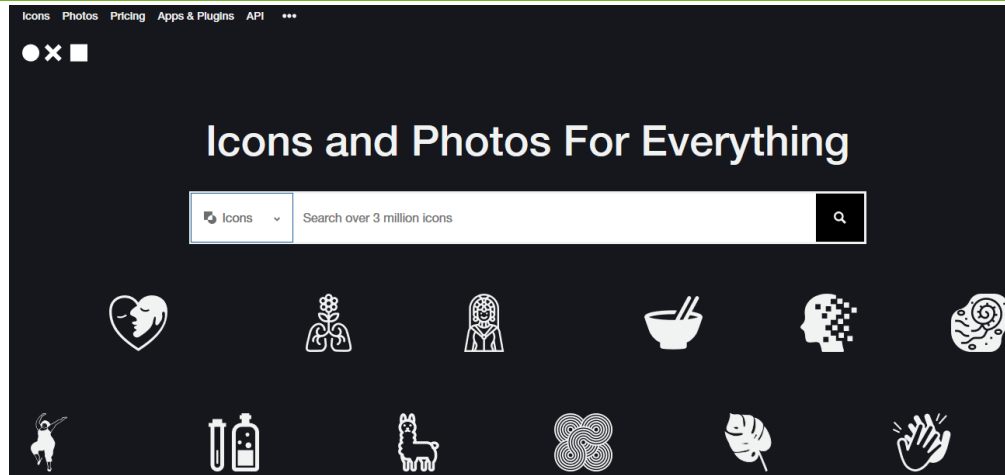 Icons Photos Pricing Apps & Plugins API •••
Icons and Photos For Everything
Icons Search over 3 million icons